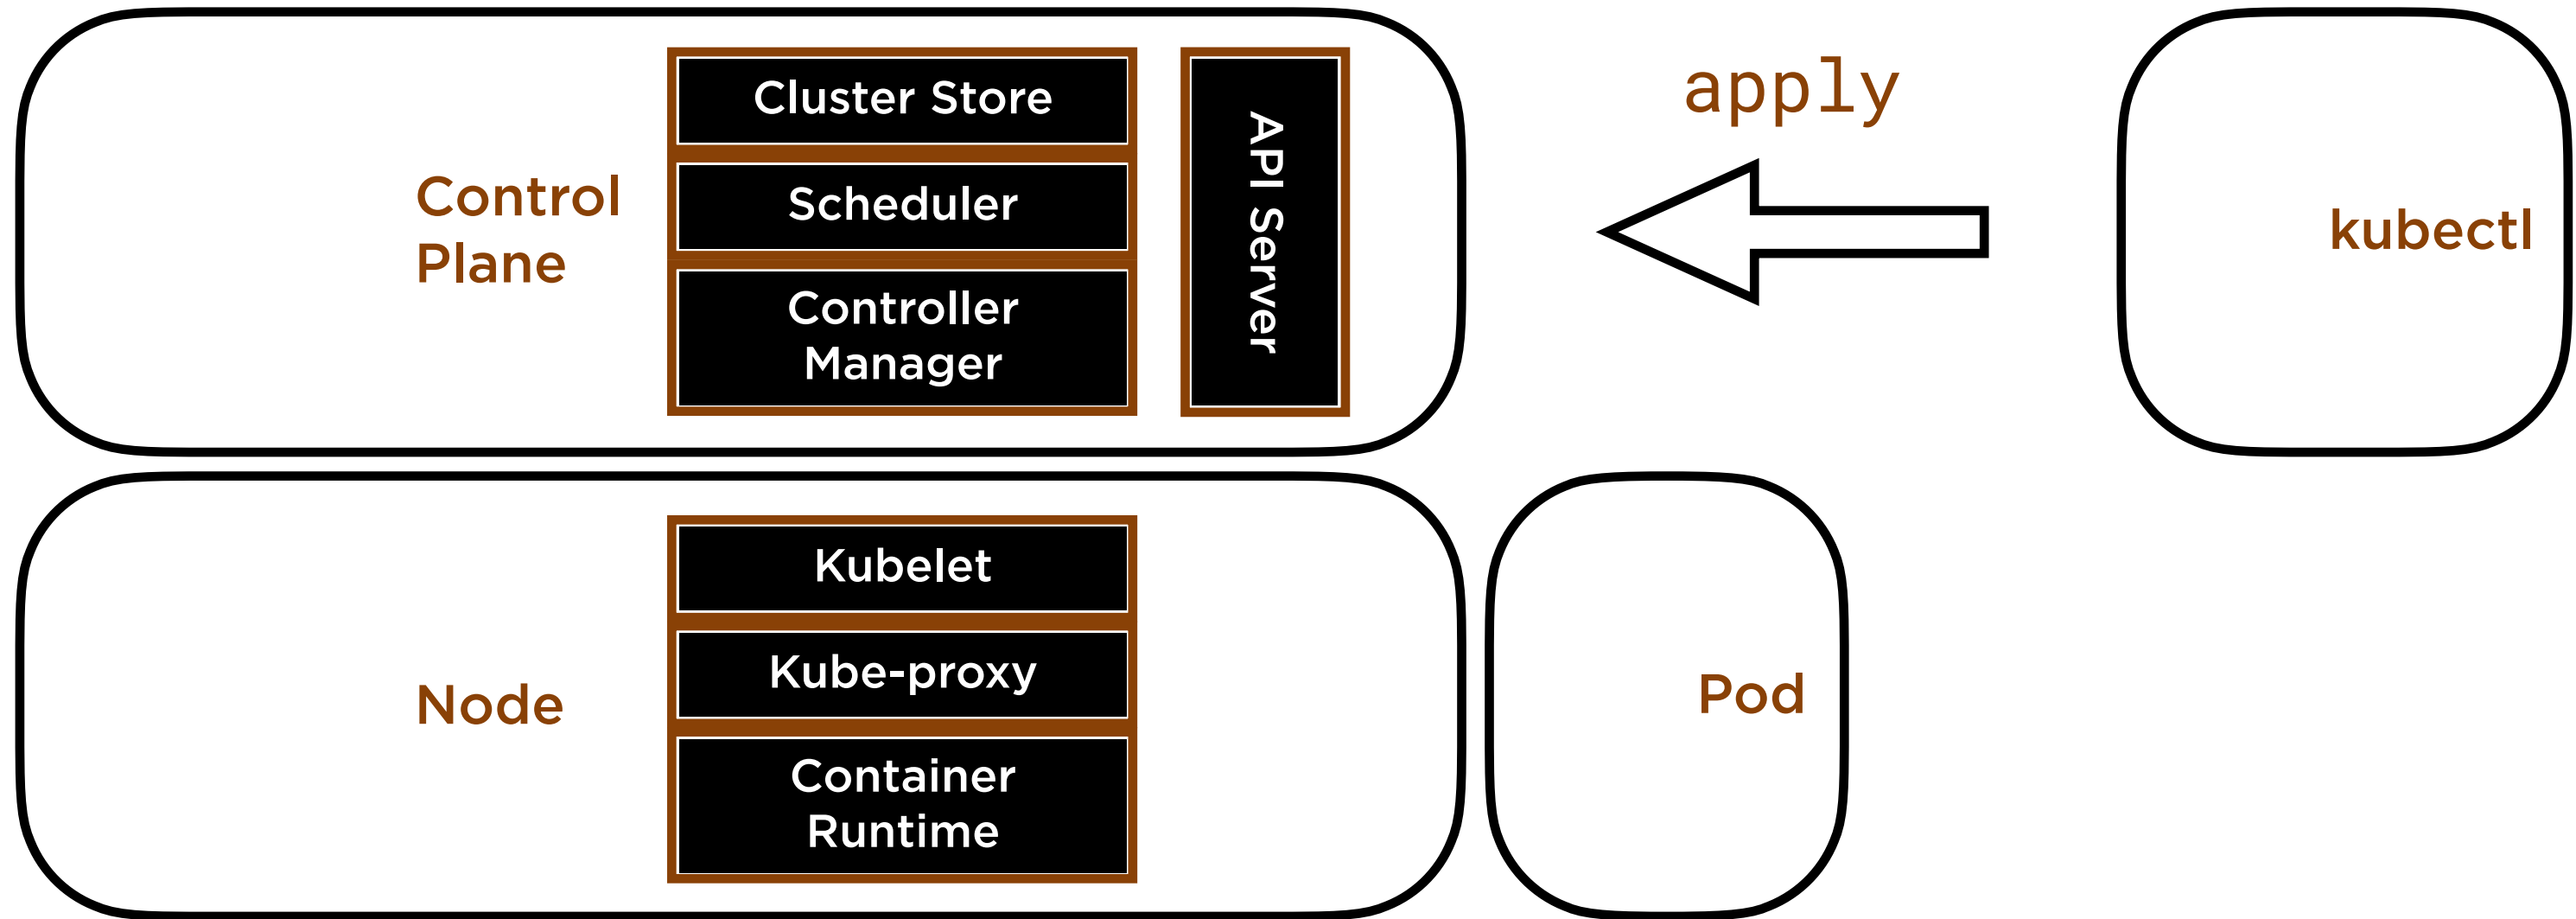 Control
Plane
Cluster Store
Scheduler
Controller
Manager
API Server
apply
kubectl
Node
Kubelet
Kube-proxy
Container
Runtime
Pod